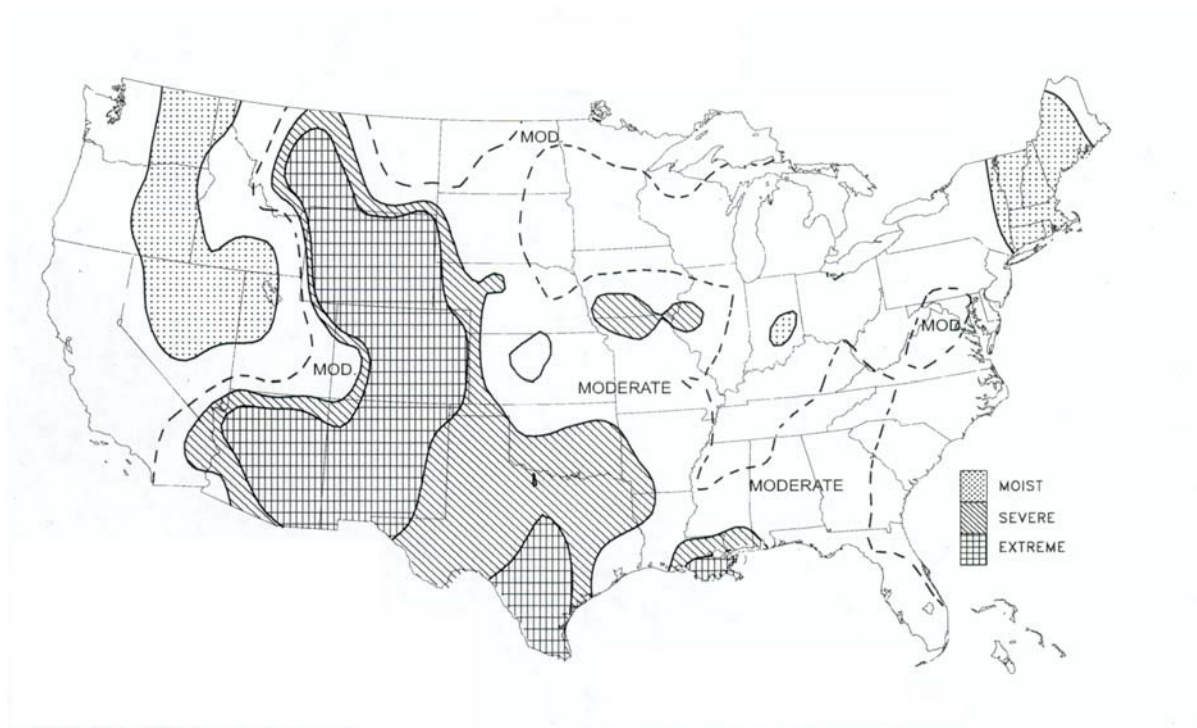 MOD.
MOD.
MODERATE
MOD.
MODERATE
MOIST
SEVERE
EXTREME